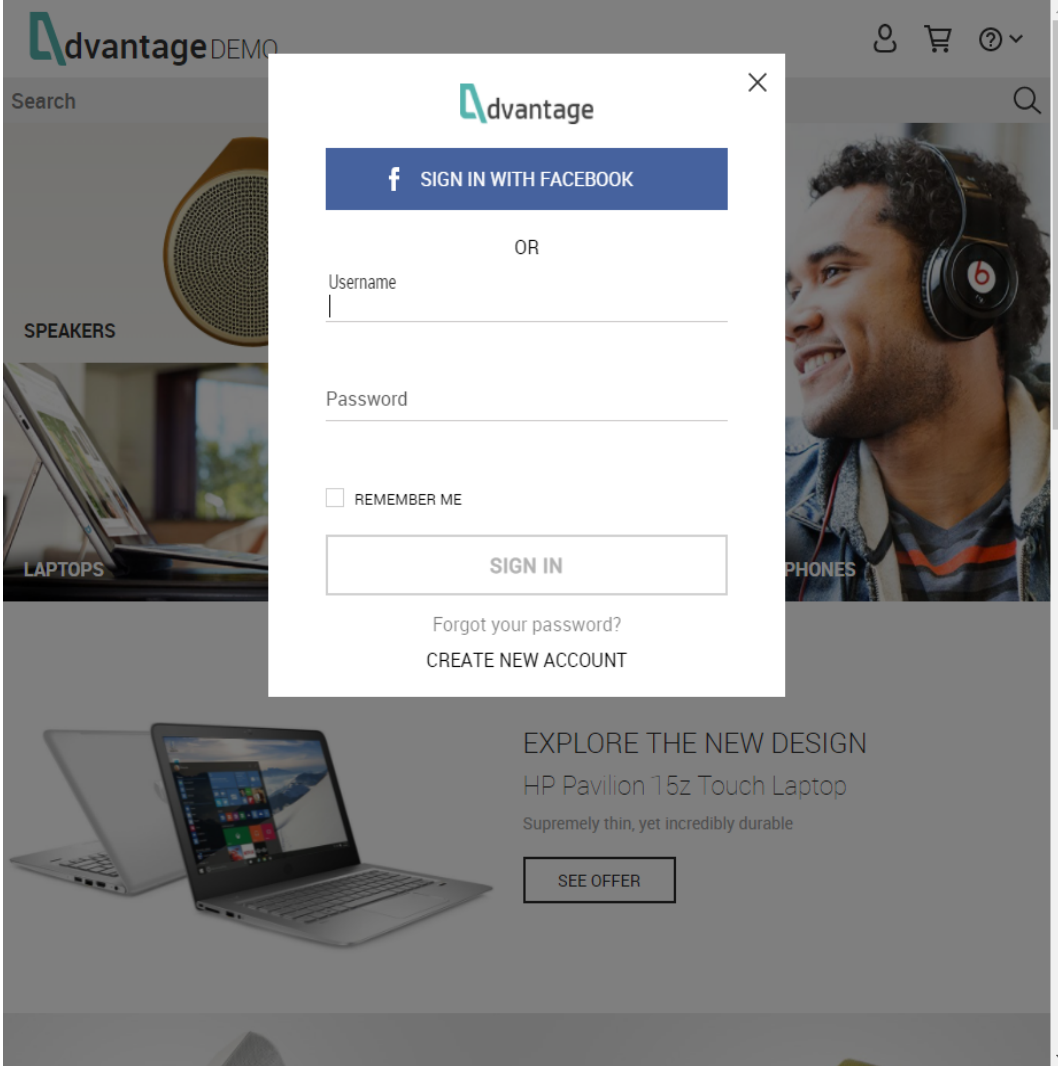 dvantage DEMO
Search
dvantage
SIGN IN WITH FACEBOOK
OR
Username
SPEAKERS
Password
REMEMBER ME
SIGN IN
LAPTOPS
PHONES
Forgot your password?
CREATE NEW ACCOUNT
EXPLORE THE NEW DESIGN
HP Pavilion 15z Touch Laptop
Supremely thin, yet incredibly durable
SEE OFFER